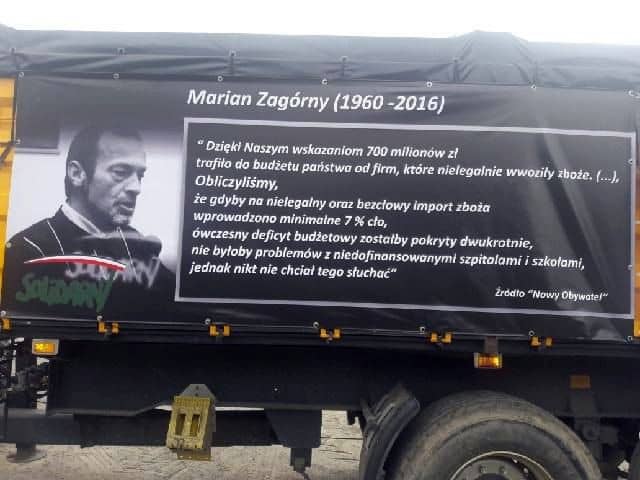 Marian Zagórny (1960 -2016)
" Dzięki Naszym wskazaniom 700 milionów zł
trafiło do budżetu państwa od firm, które nielegalnie wwoziły zboże. (...),
Obliczyliśmy,
że gdyby na nielegalny oraz bezcłowy import zboża
wprowadzono minimalne 7 % cło,
ówczesny deficyt budżetowy zostałby pokryty dwukrotnie,
nie byłoby problemów z niedofinansowanymi szpitalami i szkołami,
jednak nikt nie chciał tego słuchać"
Źródło "Nowy Obywatel"
SOLIDARNY
SOLIDARNY